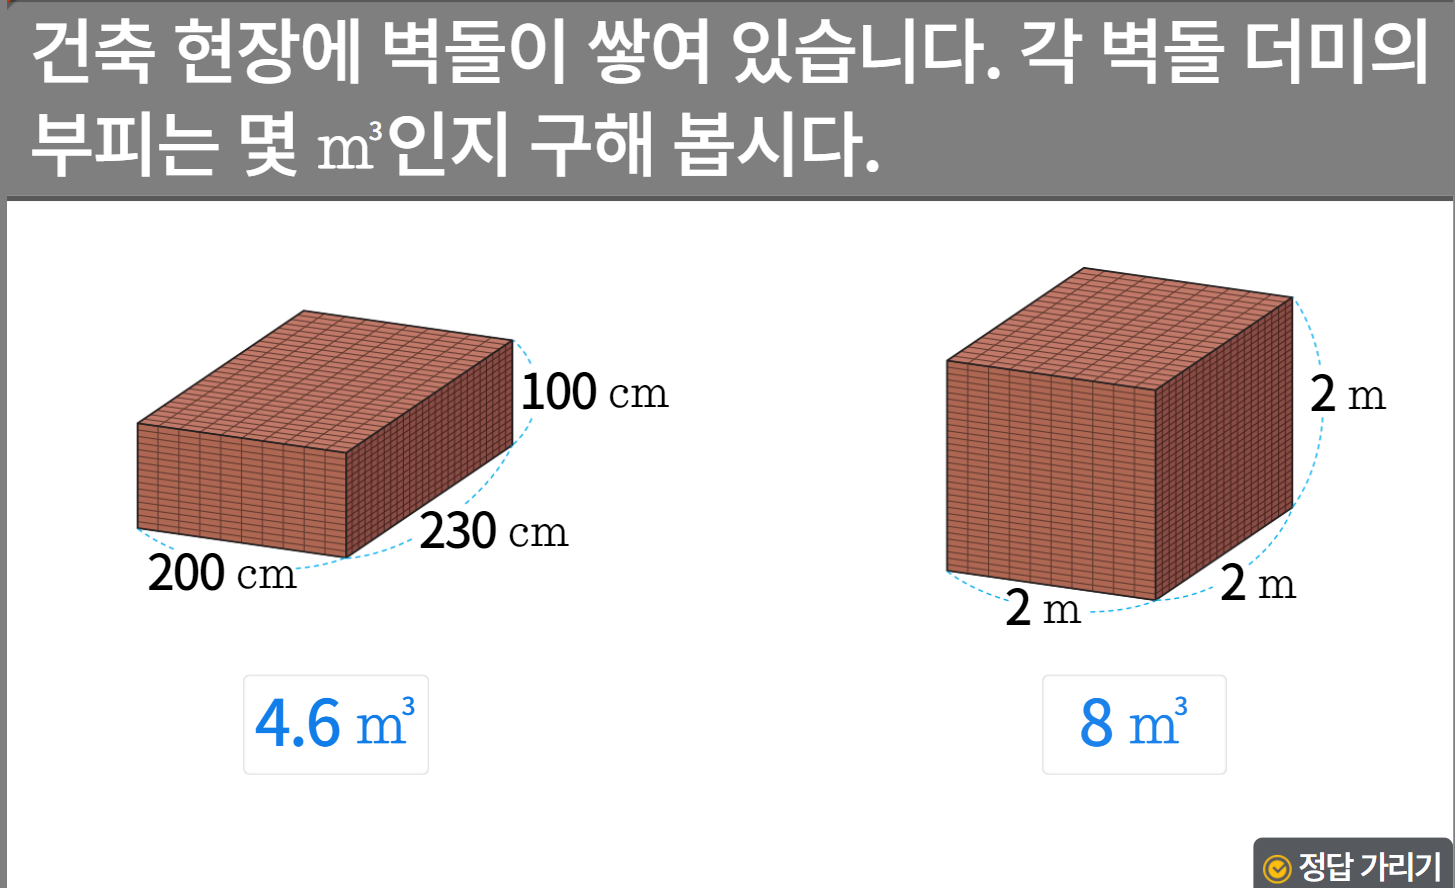 건축 현장에 벽돌이 쌓여 있습니다. 각 벽돌 더미의
부피는 몇 m³인지 구해 봅시다.
100 cm
230 cm
200 cm
2 m
2 m
2 m
4.6 m³
8 m³
정답 가리기